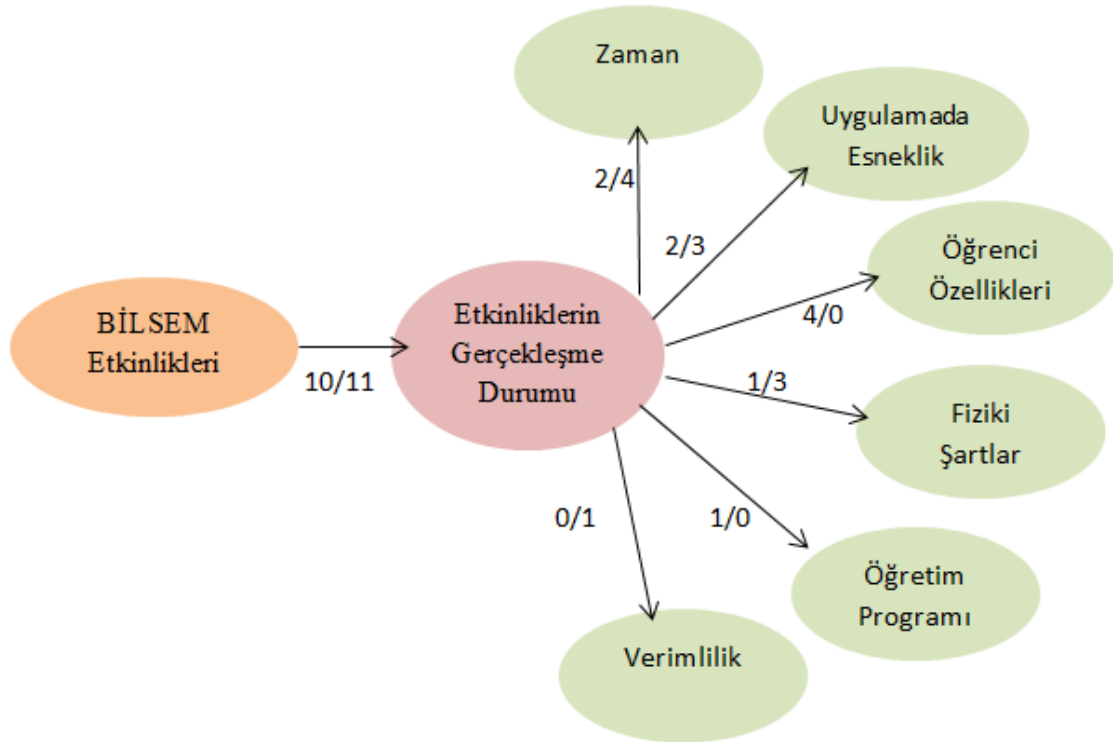 Zaman
Uygulamada
Esneklik
2/4
2/3
Öğrenci
Özellikleri
4/0
BİLSEM
Etkinlikleri
10/11
Etkinliklerin
Gerçekleşme
Durumu
1/3
Fiziki
Şartlar
0/1
1/0
Öğretim
Programı
Verimlilik